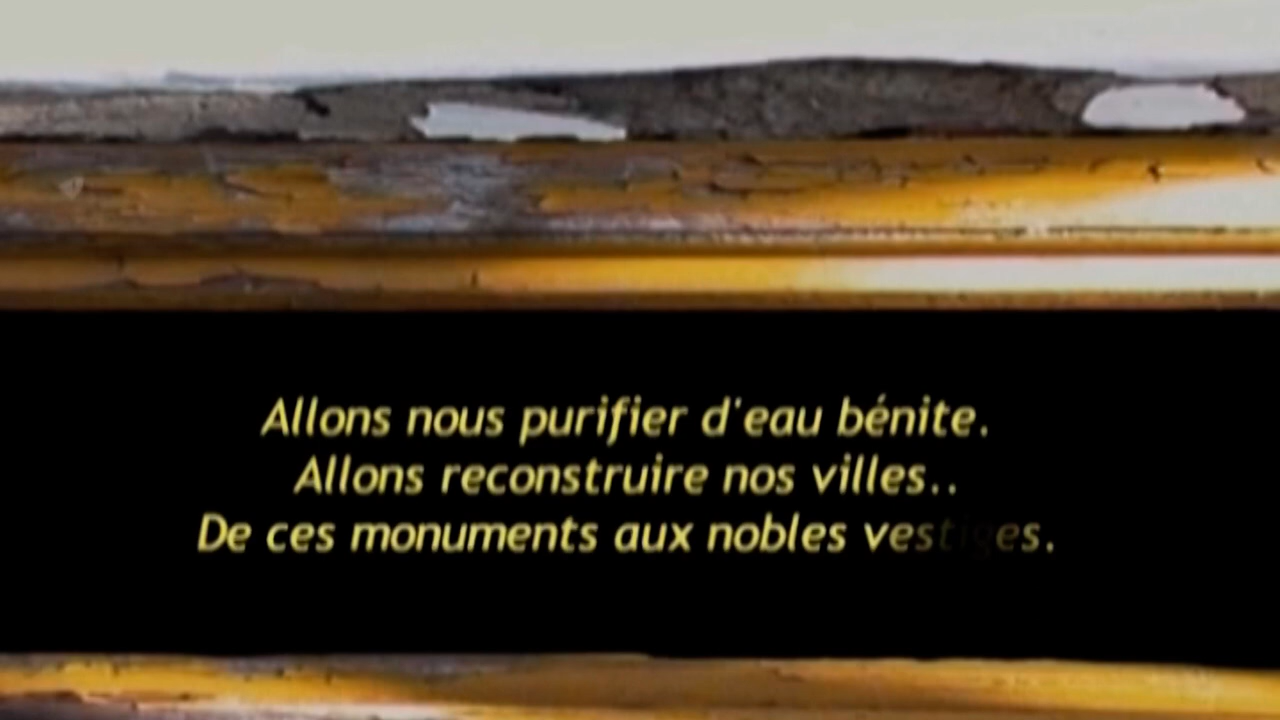 Allons nous purifier d'eau bénite.
Allons reconstruire nos villes..
De ces monuments aux nobles vestiges.